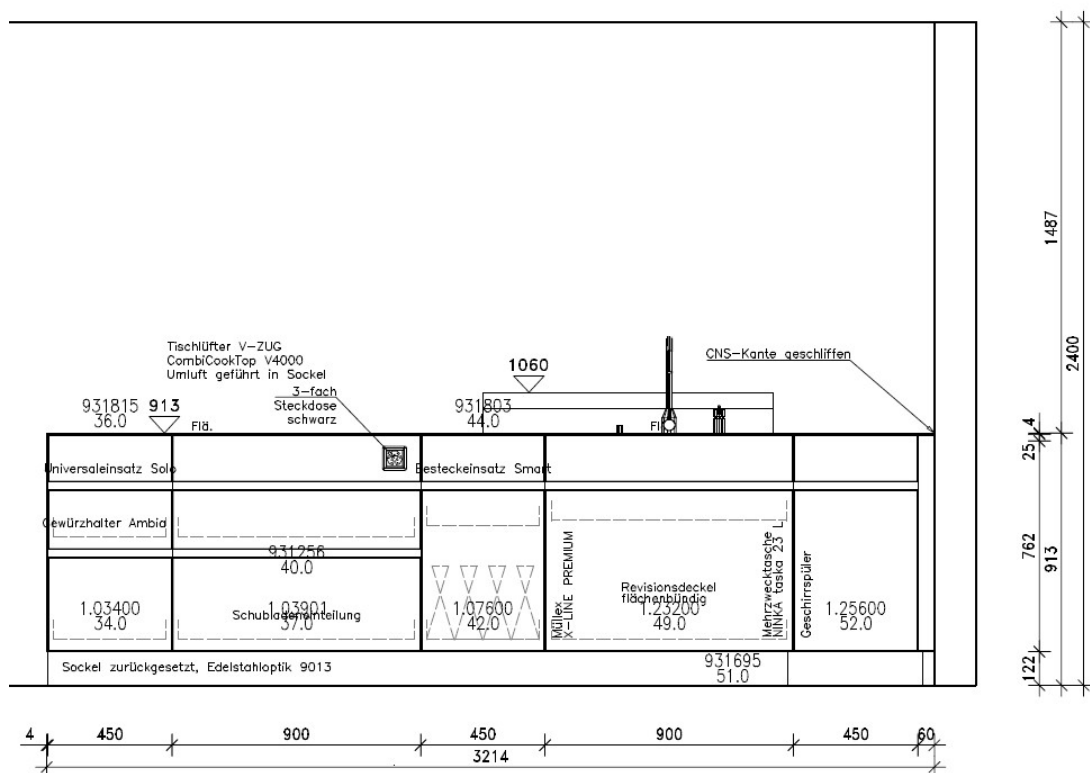 1487
2400
Tischlüfter V-ZUG
CombiCookTop V4000
Umluft geführt in Sockel
3-fach
Steckdose
schwarz
1060
CNS-Kante geschliffen
931815
36.0
913
Flä.
931803
44.0
Fl
4
25
Universaleinsatz Solo
Besteckeinsatz Smart
Gewürzhalter Ambia
931256
40.0
762
913
1.03400
34.0
1.03901
37.0
Schubladeneinteilung
1.07600
42.0
Müllex
X-LINE PREMIUM
Revisionsdeckel
flächenbündig
1.23200
49.0
Mehrzwecktasche
NINKA taska 23 L
Geschirrspüler
1.25600
52.0
Sockel zurückgesetzt, Edelstahloptik 9013
931695
51.0
122
4
450
900
450
900
450
60
3214